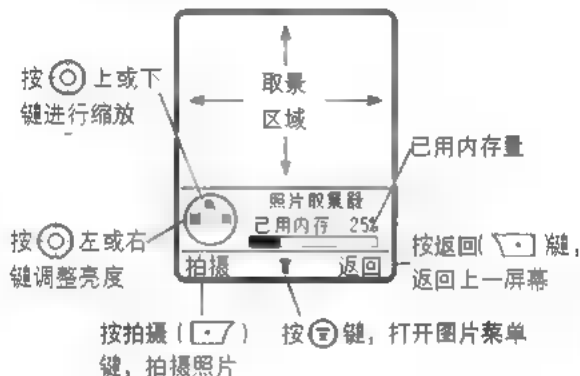 取景
区域
按上或下
键进行缩放
已用内存量
照片取景器
已用内存 25%
按左或右
键调整亮度
拍摄
返回
按返回( )键，
返回上一屏幕
按拍摄( )
键，拍摄照片
按键，打开图片菜单